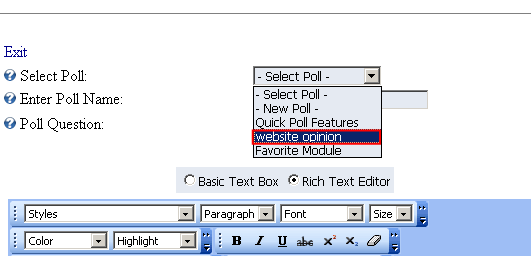 Exit
Select Poll: - Select Poll -
- Select Poll -
Enter Poll Name:
- New Poll -
Quick Poll Features
Poll Question:
website opinion
Favorite Module
Basic Text Box Rich Text Editor
Styles Paragraph Font Size
Color Highlight B I U abc x² x₂